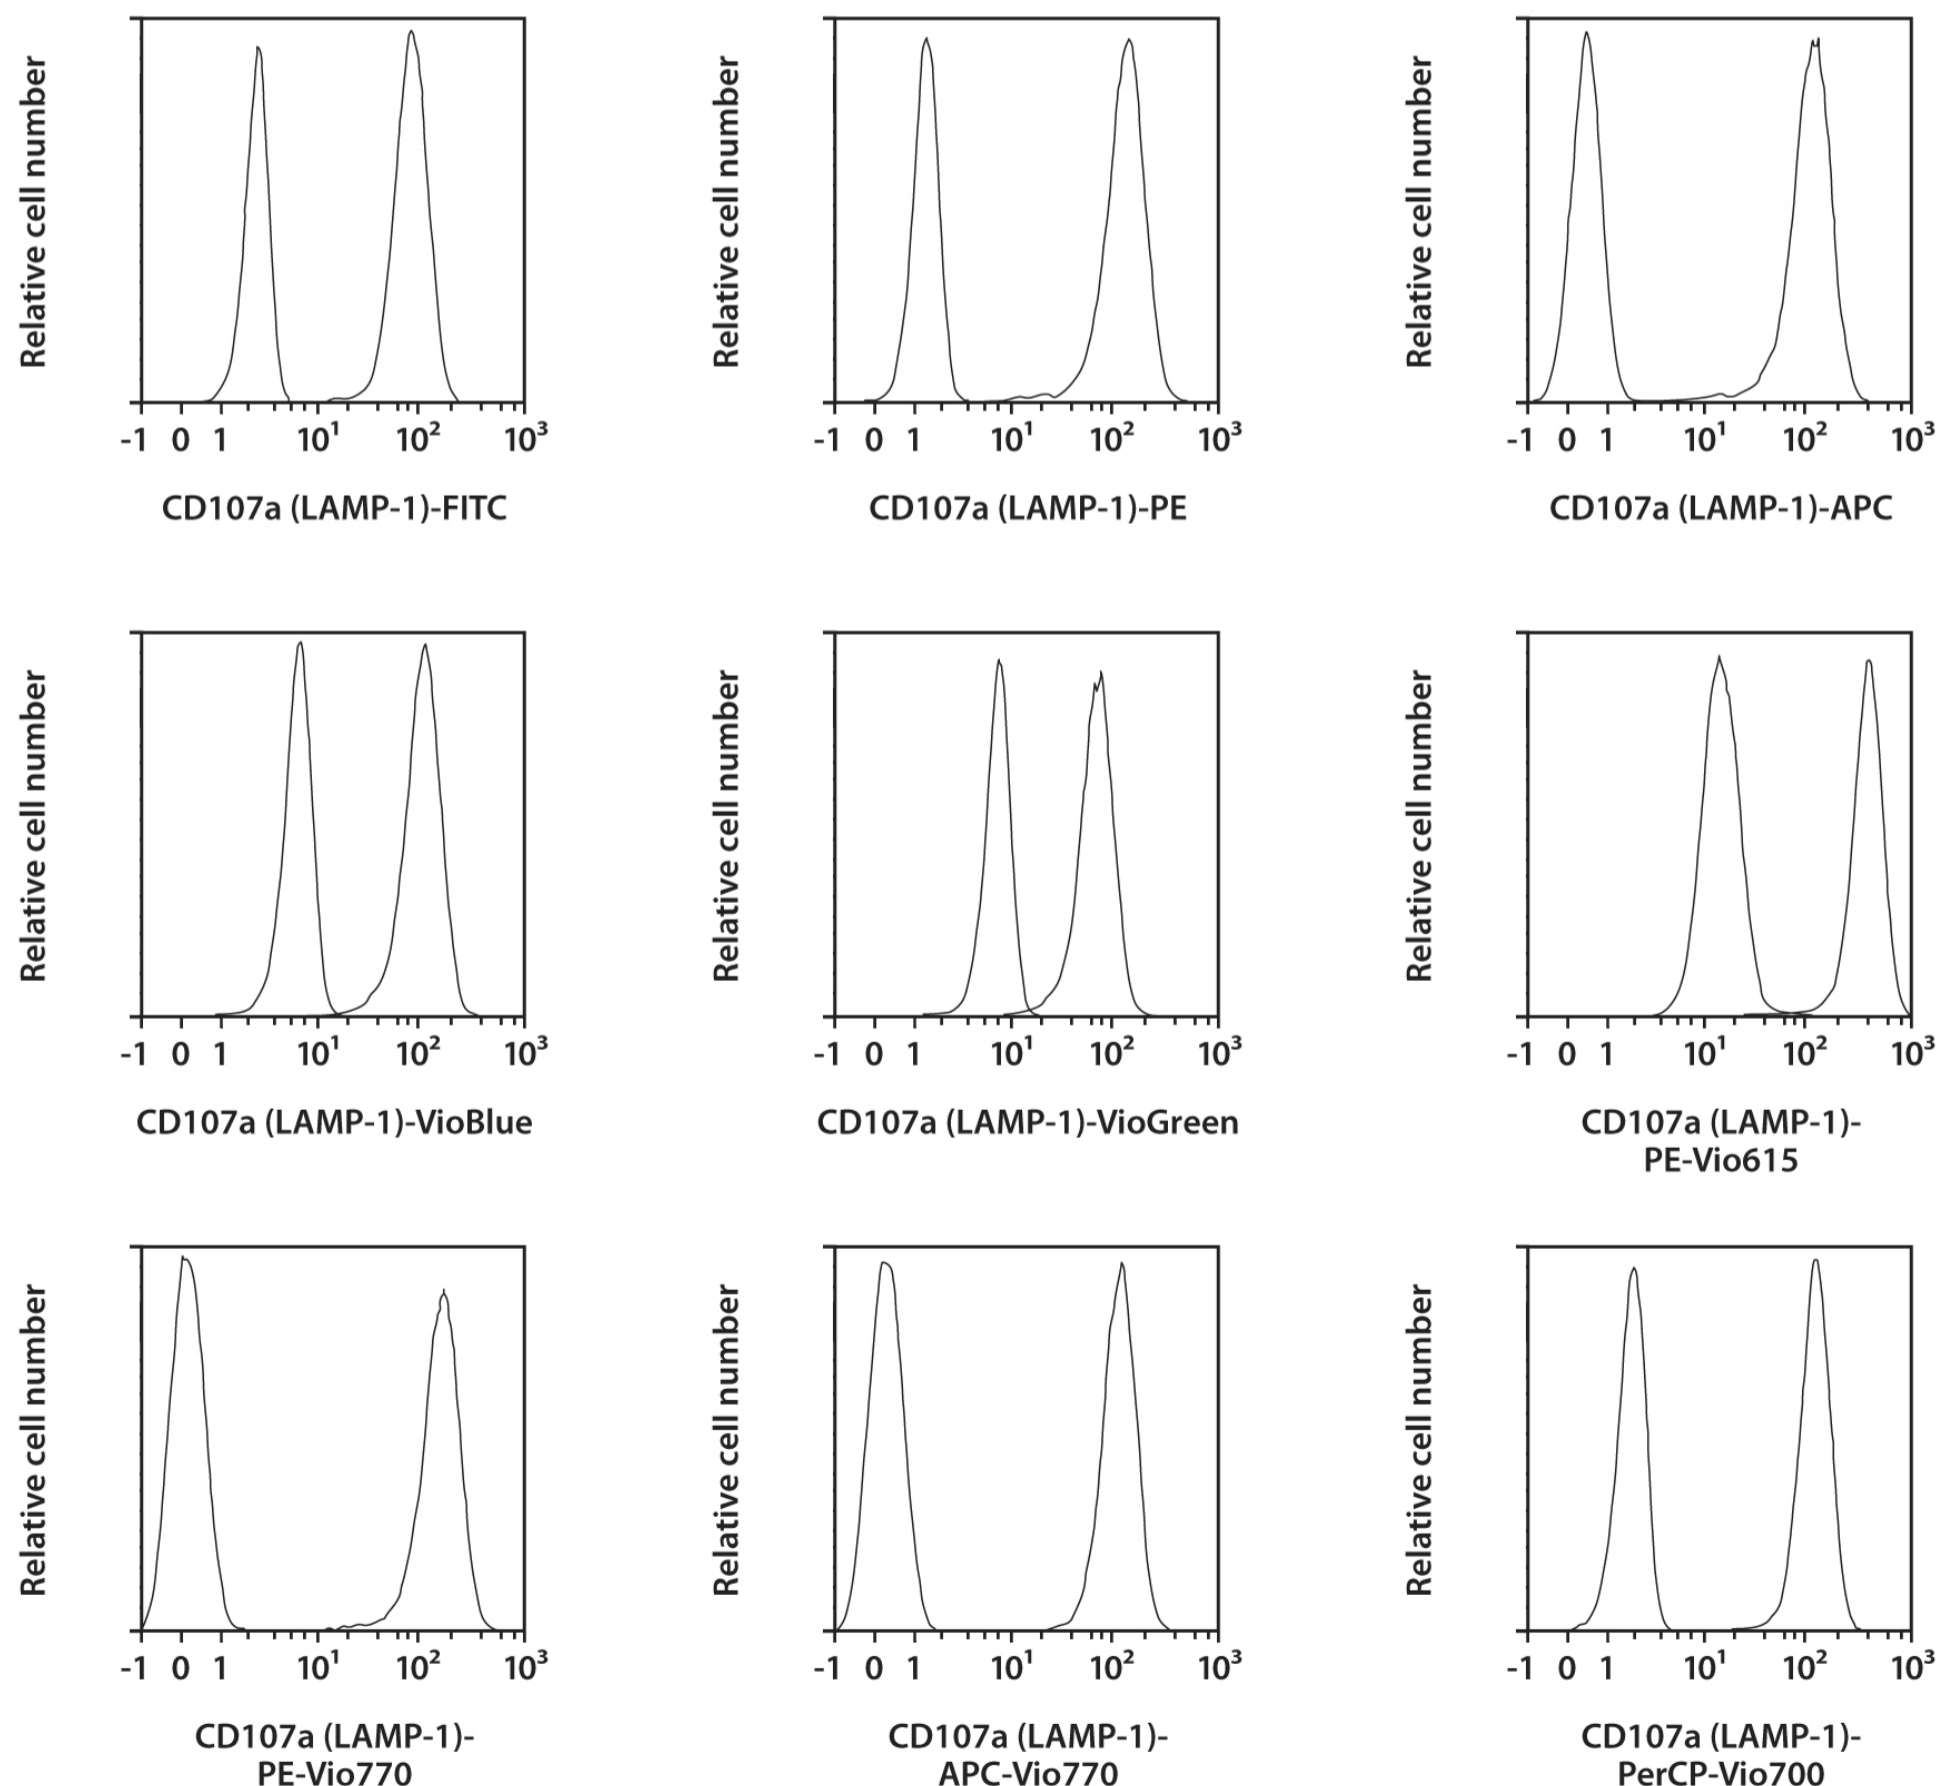 Relative cell number
-1 0 1 10¹ 10² 10³
CD107a (LAMP-1)-FITC
Relative cell number
-1 0 1 10¹ 10² 10³
CD107a (LAMP-1)-PE
Relative cell number
-1 0 1 10¹ 10² 10³
CD107a (LAMP-1)-APC
Relative cell number
-1 0 1 10¹ 10² 10³
CD107a (LAMP-1)-VioBlue
Relative cell number
-1 0 1 10¹ 10² 10³
CD107a (LAMP-1)-VioGreen
Relative cell number
-1 0 1 10¹ 10² 10³
CD107a (LAMP-1)-
PE-Vio615
Relative cell number
-1 0 1 10¹ 10² 10³
CD107a (LAMP-1)-
PE-Vio770
Relative cell number
-1 0 1 10¹ 10² 10³
CD107a (LAMP-1)-
APC-Vio770
Relative cell number
-1 0 1 10¹ 10² 10³
CD107a (LAMP-1)-
PerCP-Vio700